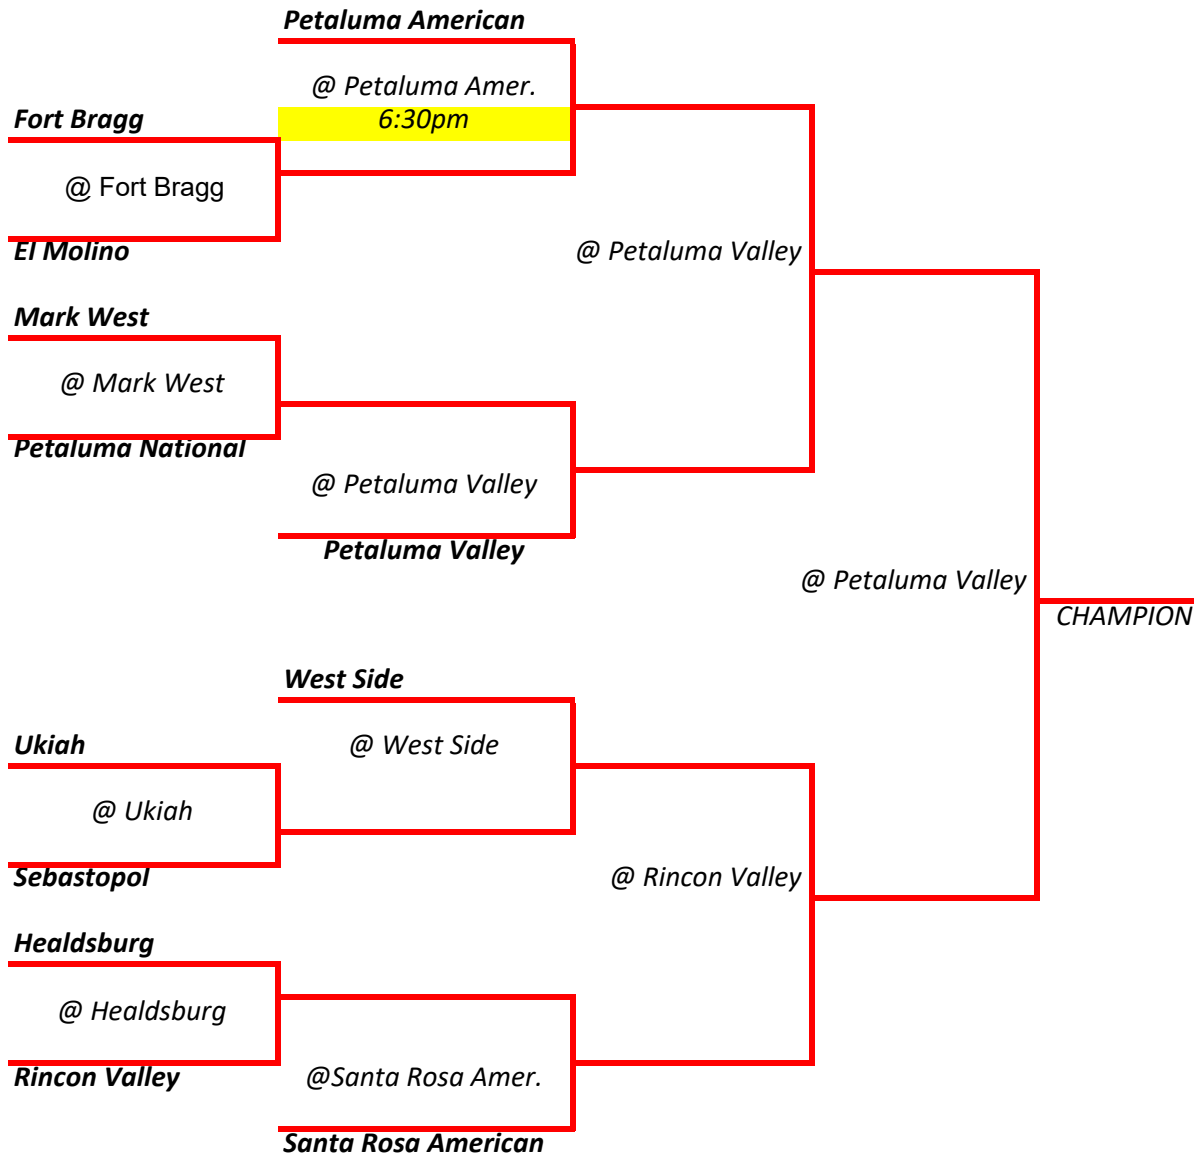 Petaluma American
@ Petaluma Amer.
Fort Bragg
6:30pm
@ Fort Bragg
El Molino
@ Petaluma Valley
Mark West
@ Mark West
Petaluma National
@ Petaluma Valley
Petaluma Valley
@ Petaluma Valley
CHAMPION
West Side
Ukiah
@ West Side
@ Ukiah
Sebastopol
@ Rincon Valley
Healdsburg
@ Healdsburg
Rincon Valley
@Santa Rosa Amer.
Santa Rosa American